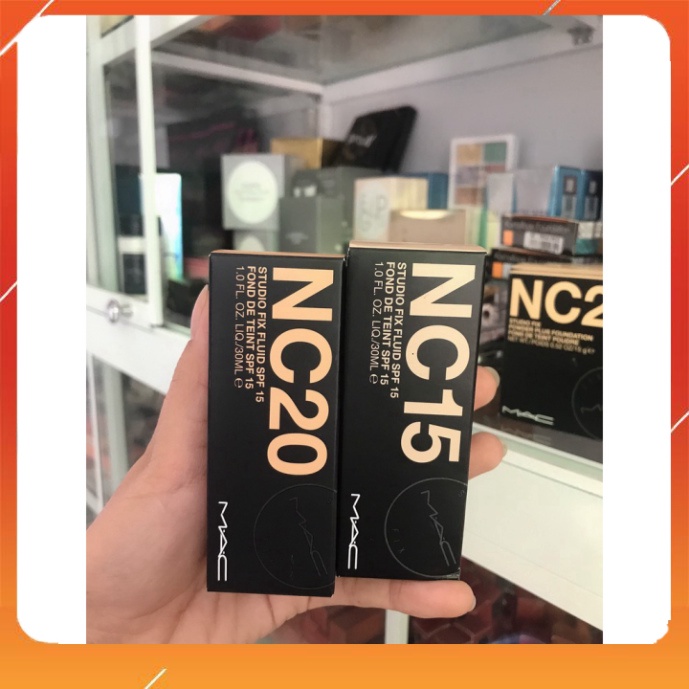 NC20
STUDIO FIX FLUID SPF 15
FOND DE TEINT SPF 15
1.0 FL. OZ. LIQ./30ML e
MAC
MAC
NC15
STUDIO FIX FLUID SPF 15
FOND DE TEINT SPF 15
1.0 FL. OZ. LIQ./30ML e
MAC
MAC
NC2
STUDIO FIX
POWDER PLUS FOUNDATION
FOND DE TEINT POUDRE
MAC